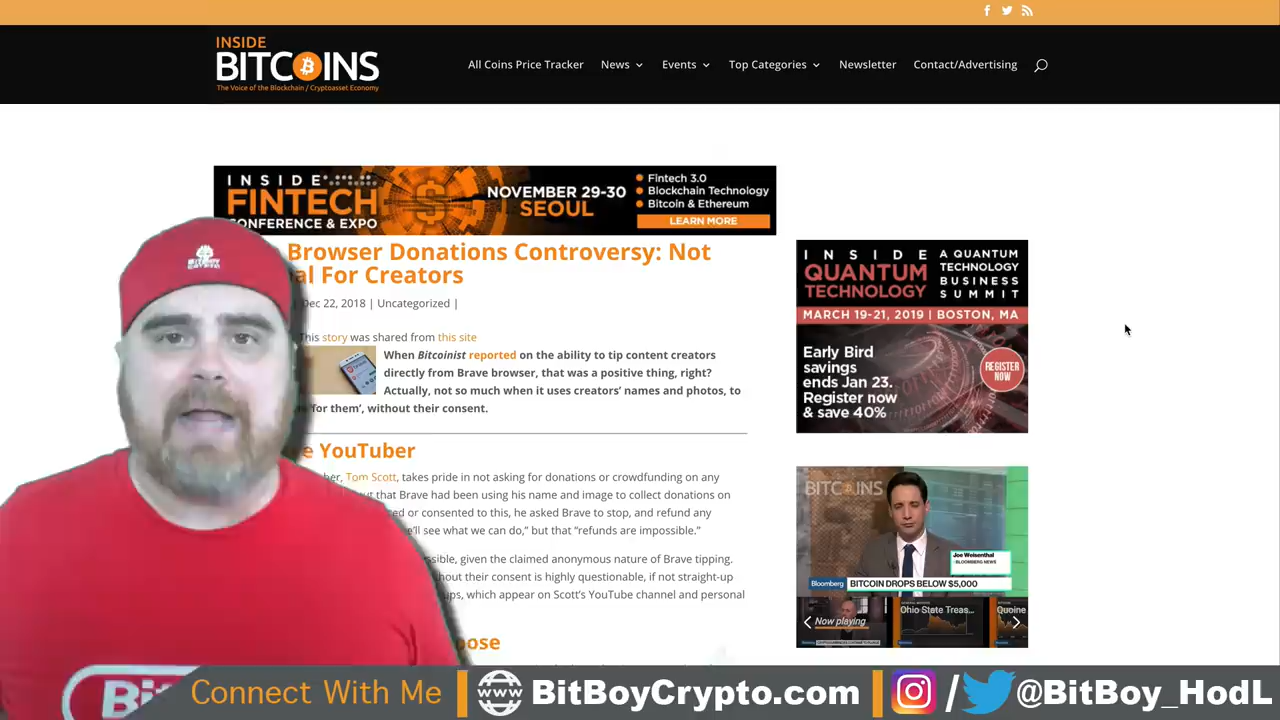 INSIDE
BITCOINS
The Voice of the Blockchain / Cryptoasset Economy
All Coins Price Tracker
News
Events
Top Categories
Newsletter
Contact/Advertising
INSIDE
FINTECH
CONFERENCE & EXPO
NOVEMBER 29-30
SEOUL
Fintech 3.0
Blockchain Technology
Bitcoin & Ethereum
LEARN MORE
Browser Donations Controversy: Not
al For Creators
Dec 22, 2018 | Uncategorized |
This story was shared from this site
When Bitcoinist reported on the ability to tip content creators
directly from Brave browser, that was a positive thing, right?
Actually, not so much when it uses creators’ names and photos, to
‘for them’, without their consent.
YouTuber
Tom Scott, takes pride in not asking for donations or crowdfunding on any
that Brave had been using his name and image to collect donations on
or consented to this, he asked Brave to stop, and refund any
we’ll see what we can do,” but that “refunds are impossible.”
given the claimed anonymous nature of Brave tipping.
their consent is highly questionable, if not straight-up
which appear on Scott’s YouTube channel and personal
INSIDE
QUANTUM
TECHNOLOGY
A QUANTUM
TECHNOLOGY
BUSINESS
SUMMIT
MARCH 19-21, 2019 | BOSTON, MA
Early Bird
savings
ends Jan 23.
Register now
& save 40%
REGISTER
NOW
BITCOINS
Joe Weisenthal
BLOOMBERG NEWS
Bloomberg
BITCOIN DROPS BELOW $5,000
Now playing
Ohio State Treas...
Quoine
BITBOY
CRYPTO
Bit
Connect With Me
www
BitBoyCrypto.com
/
@BitBoy_HodL